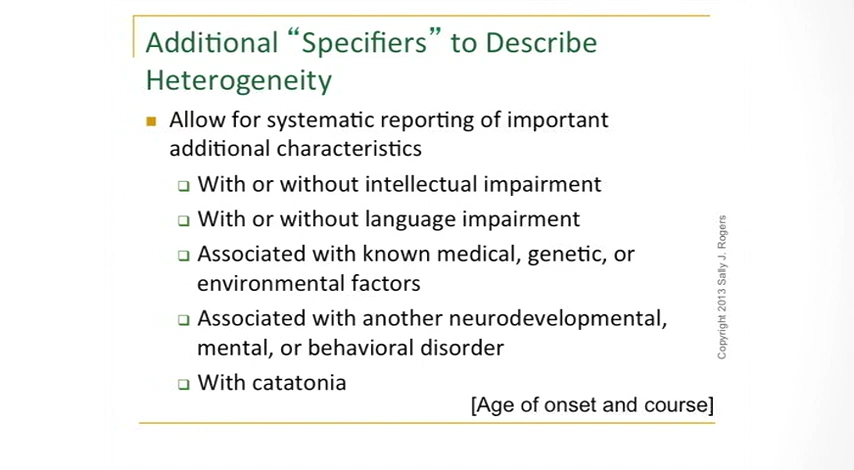 Additional “Specifiers” to Describe
Heterogeneity
Allow for systematic reporting of important
additional characteristics
With or without intellectual impairment
With or without language impairment
Associated with known medical, genetic, or
environmental factors
Associated with another neurodevelopmental,
mental, or behavioral disorder
With catatonia
[Age of onset and course]
Copyright 2013 Sally J. Rogers